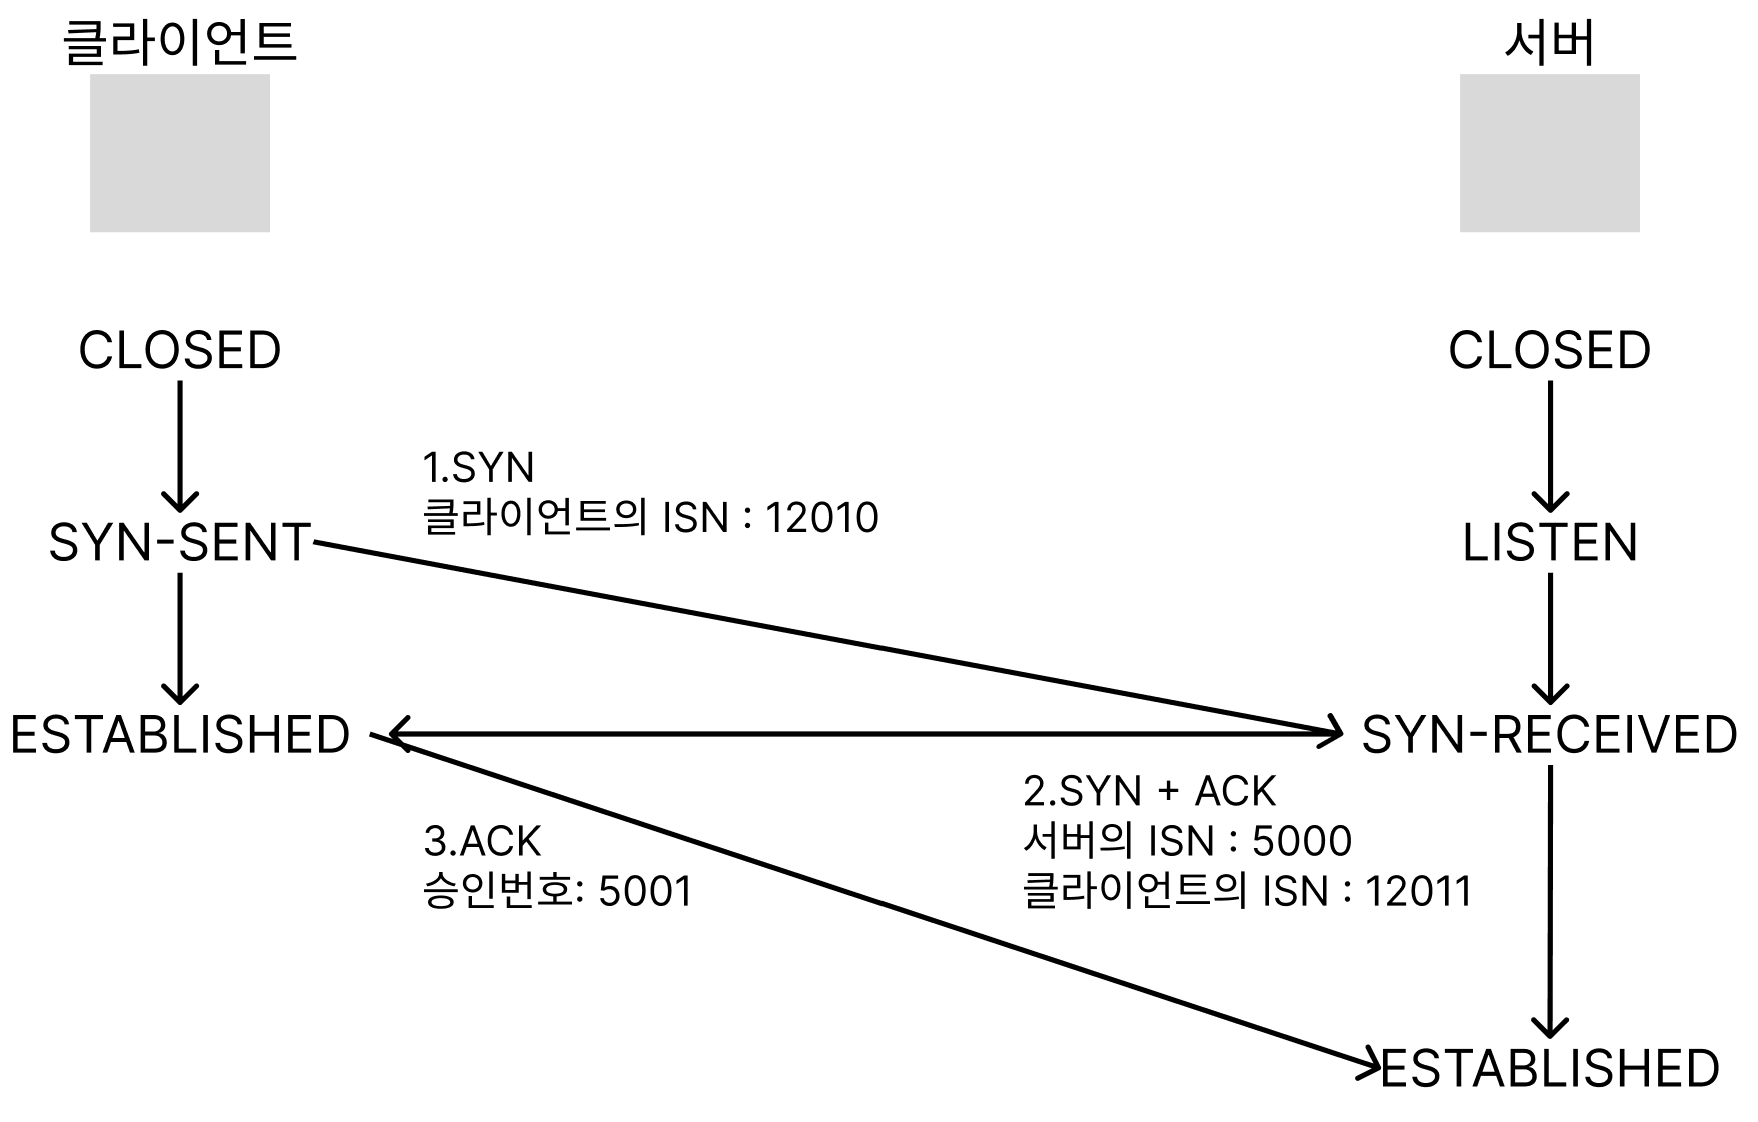 클라이언트
서버
CLOSED
CLOSED
1.SYN
클라이언트의 ISN : 12010
SYN-SENT
LISTEN
ESTABLISHED
SYN-RECEIVED
2.SYN + ACK
서버의 ISN : 5000
클라이언트의 ISN : 12011
3.ACK
승인번호: 5001
ESTABLISHED